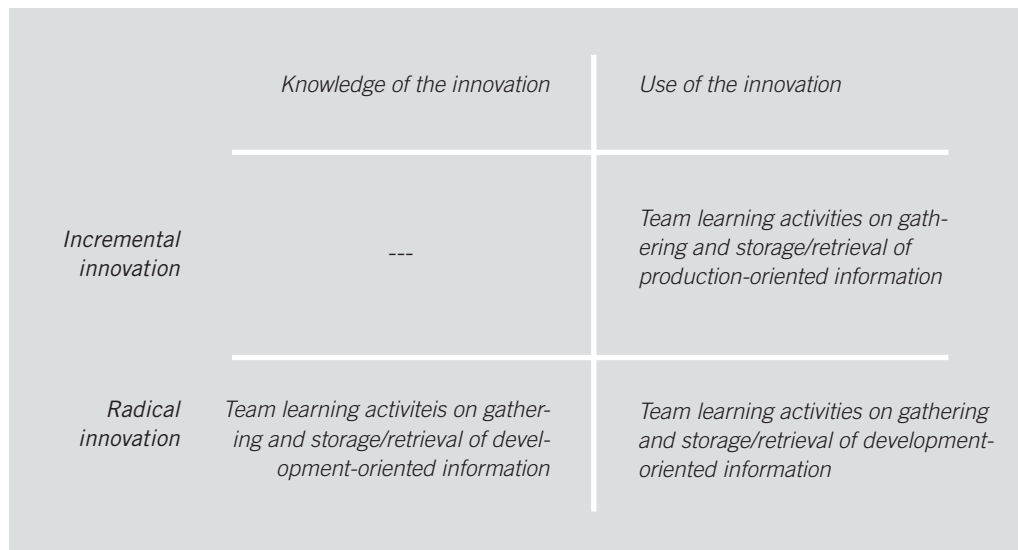 Knowledge of the innovation
Use of the innovation
Incremental
innovation
---
Team learning activities on gath-
ering and storage/retrieval of
production-oriented information
Radical
innovation
Team learning activiteis on gather-
ing and storage/retrieval of devel-
opment-oriented information
Team learning activities on gathering
and storage/retrieval of development-
oriented information